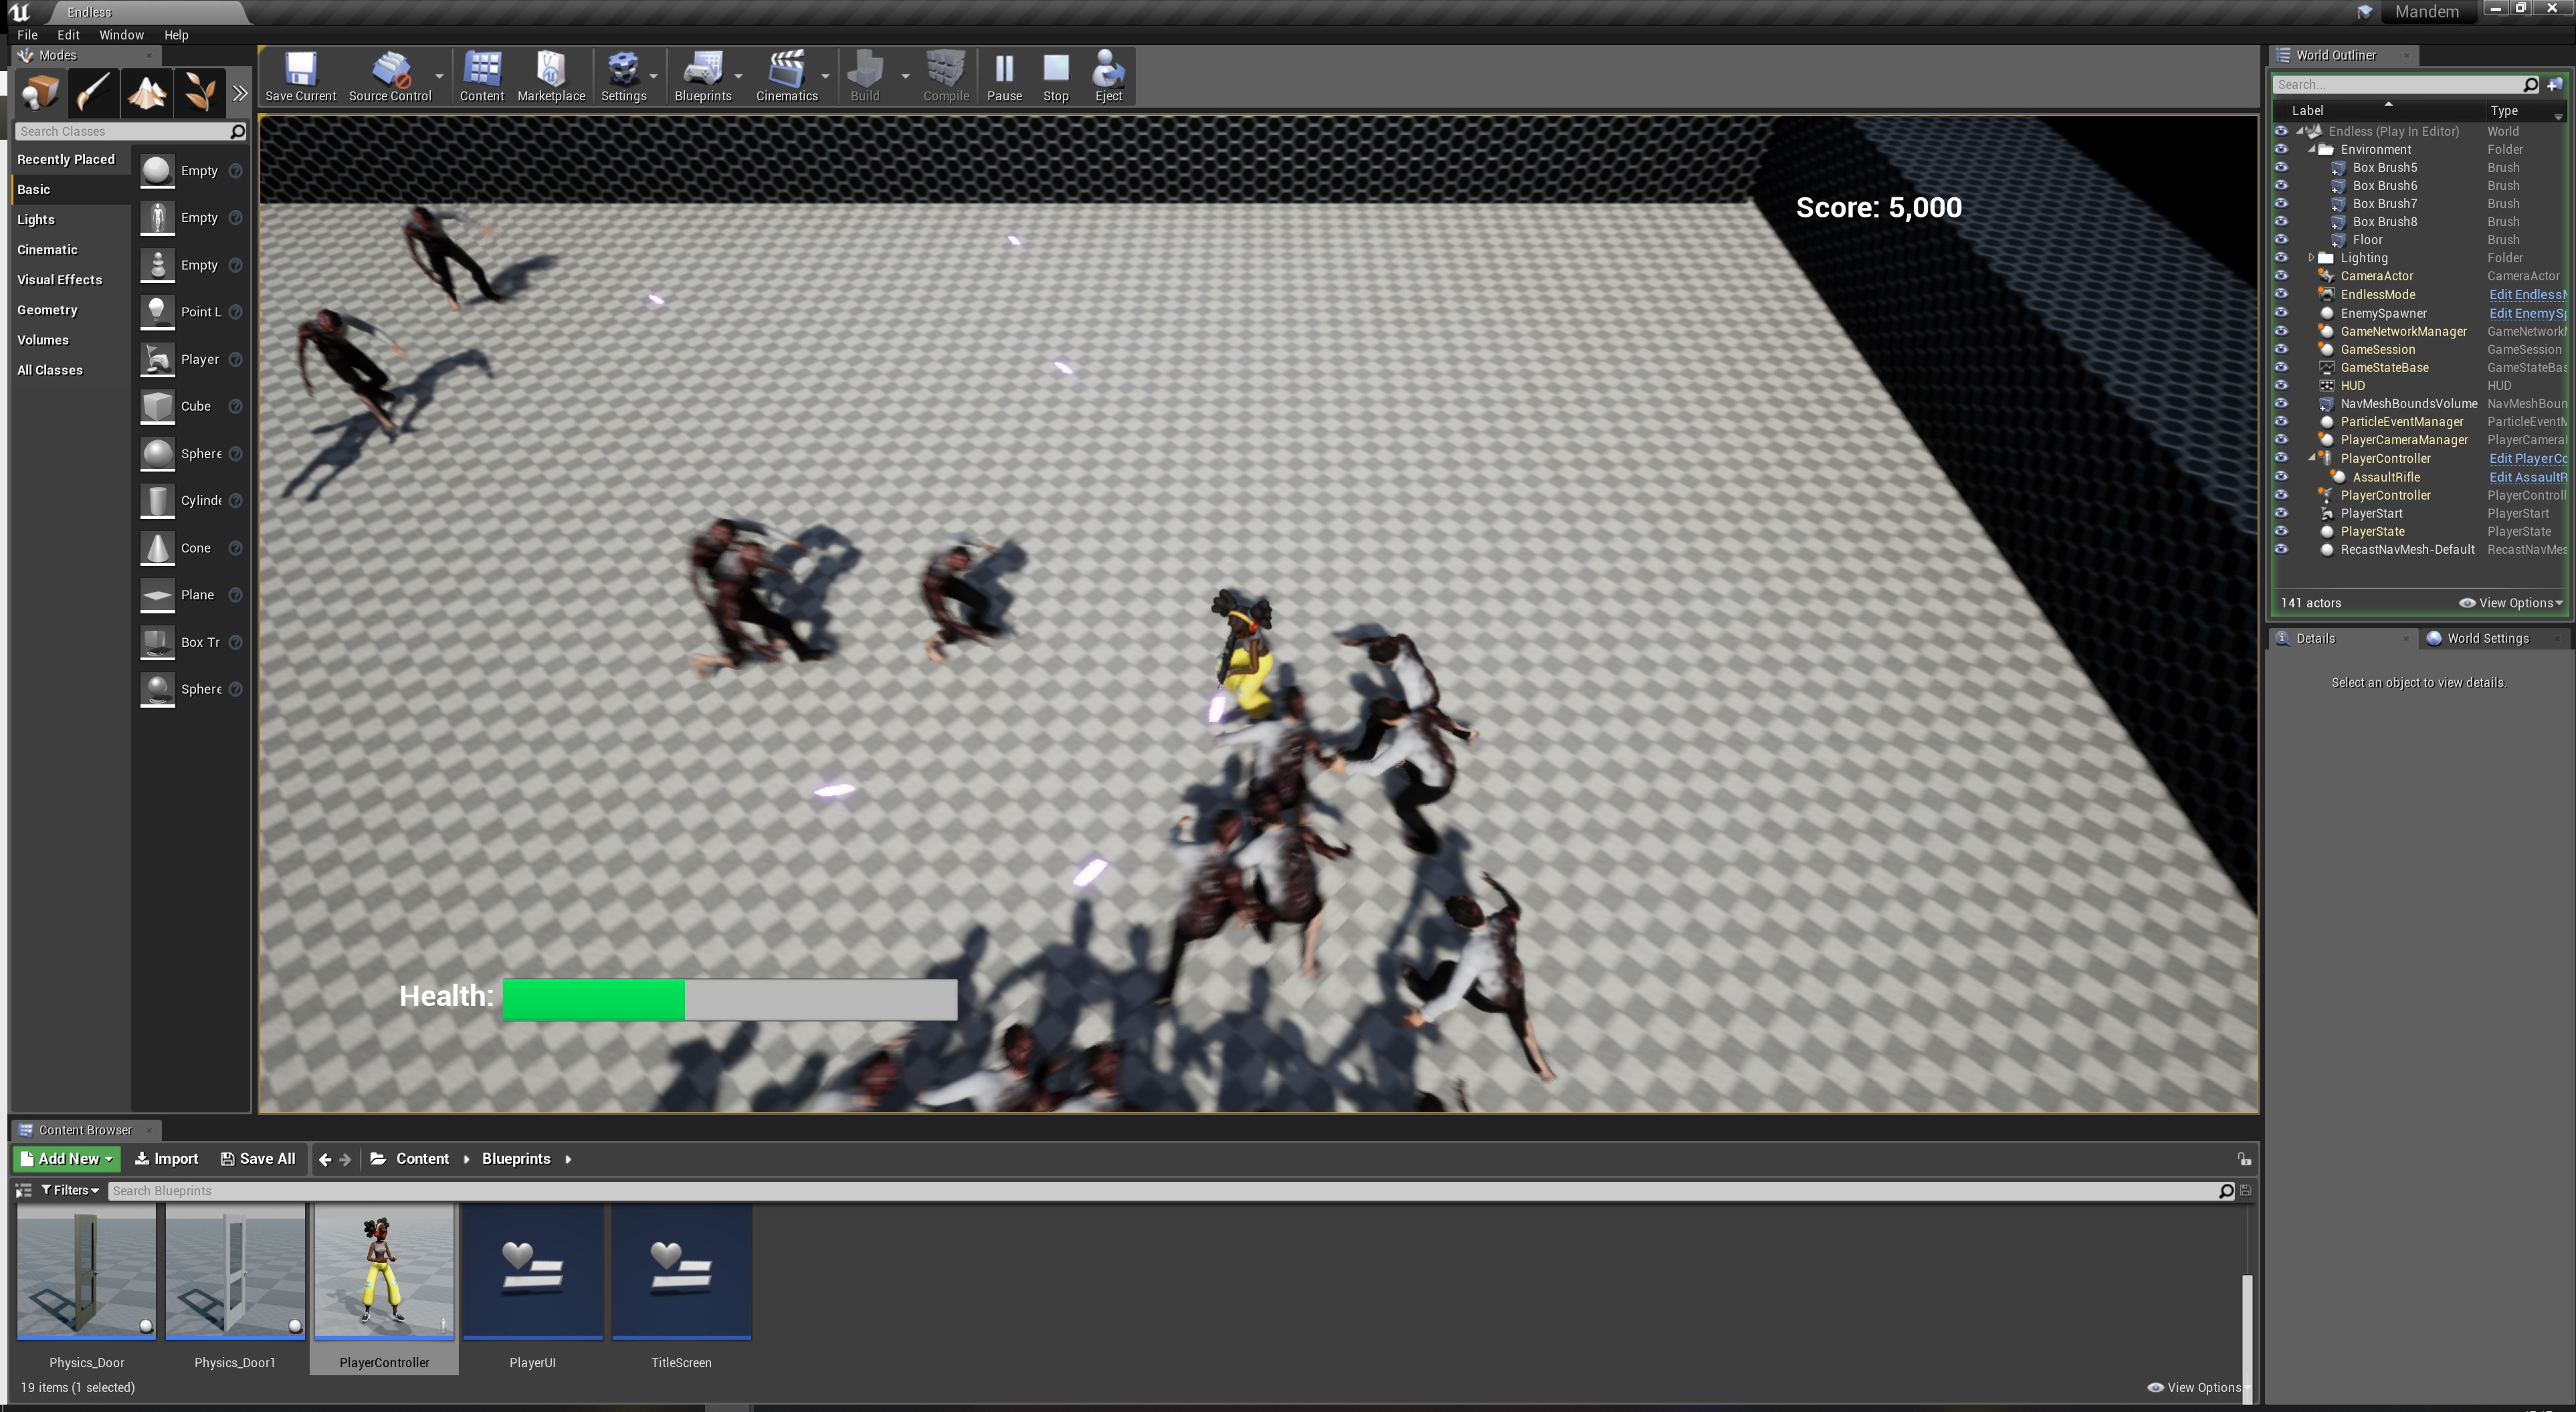 Endless
Mandem
File Edit Window Help
Modes
Save Current Source Control Content Marketplace Settings Blueprints Cinematics Build Compile Pause Stop Eject
Search Classes
Recently Placed
Basic
Lights
Cinematic
Visual Effects
Geometry
Volumes
All Classes
Empty
Empty
Empty
Point L
Player
Cube
Sphere
Cylinde
Cone
Plane
Box Tr
Sphere
Score: 5,000
Health:
World Outliner
Search...
Label Type
Endless (Play In Editor) World
Environment Folder
Box Brush5 Brush
Box Brush6 Brush
Box Brush7 Brush
Box Brush8 Brush
Floor Brush
Lighting Folder
CameraActor CameraActor
EndlessMode Edit Endless
EnemySpawner Edit EnemySp
GameNetworkManager GameNetwork
GameSession GameSession
GameStateBase GameStateBas
HUD HUD
NavMeshBoundsVolume NavMeshBoun
ParticleEventManager ParticleEvent
PlayerCameraManager PlayerCamera
PlayerController Edit PlayerCo
AssaultRifle Edit AssaultR
PlayerController PlayerControll
PlayerStart PlayerStart
PlayerState PlayerState
RecastNavMesh-Default RecastNavMes
141 actors View Options
Details World Settings
Select an object to view details.
Content Browser
Add New Import Save All Content Blueprints
Filters Search Blueprints
Physics_Door Physics_Door1 PlayerController PlayerUI TitleScreen
19 items (1 selected) View Options